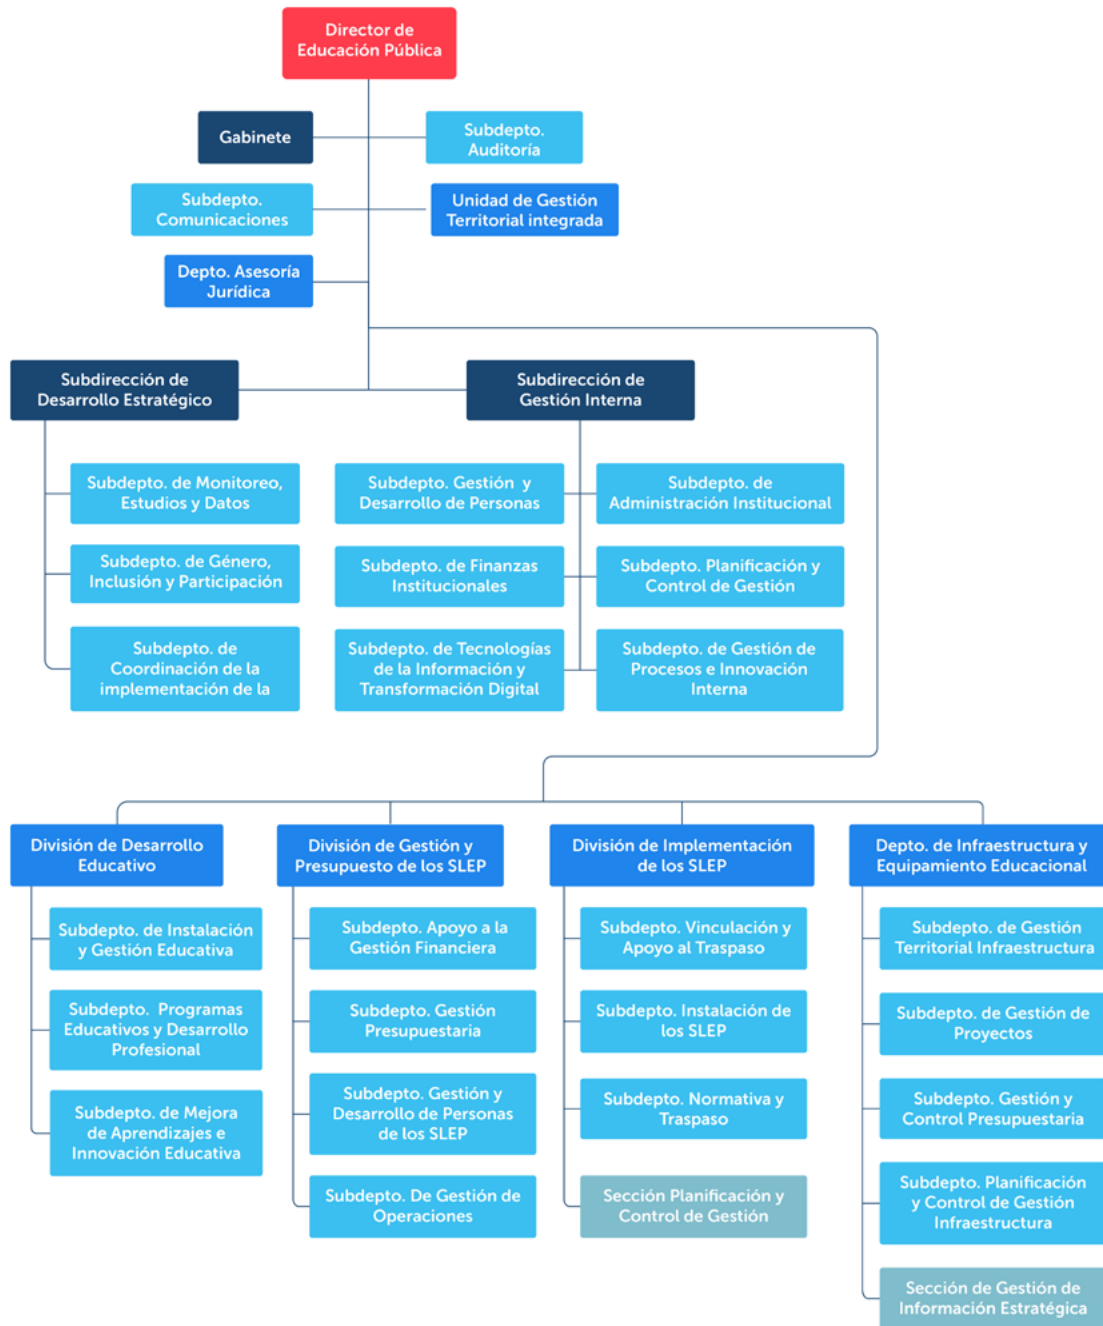 Director de
Educación Pública
Gabinete
Subdepto.
Auditoría
Subdepto.
Comunicaciones
Unidad de Gestión
Territorial integrada
Depto. Asesoría
Jurídica
Subdirección de
Desarrollo Estratégico
Subdirección de
Gestión Interna
Subdepto. de Monitoreo,
Estudios y Datos
Subdepto. de Género,
Inclusión y Participación
Subdepto. de
Coordinación de la
implementación de la
Subdepto. Gestión y
Desarrollo de Personas
Subdepto. de
Administración Institucional
Subdepto. de Finanzas
Institucionales
Subdepto. Planificación y
Control de Gestión
Subdepto. de Tecnologías
de la Información y
Transformación Digital
Subdepto. de Gestión de
Procesos e Innovación
Interna
División de Desarrollo
Educativo
Subdepto. de Instalación
y Gestión Educativa
Subdepto. Programas
Educativos y Desarrollo
Profesional
Subdepto. de Mejora
de Aprendizajes e
Innovación Educativa
División de Gestión y
Presupuesto de los SLEP
Subdepto. Apoyo a la
Gestión Financiera
Subdepto. Gestión
Presupuestaria
Subdepto. Gestión y
Desarrollo de Personas
de los SLEP
Subdepto. De Gestión de
Operaciones
División de Implementación
de los SLEP
Subdepto. Vinculación y
Apoyo al Traspaso
Subdepto. Instalación de
los SLEP
Subdepto. Normativa y
Traspaso
Sección Planificación y
Control de Gestión
Depto. de Infraestructura y
Equipamiento Educacional
Subdepto. de Gestión
Territorial Infraestructura
Subdepto. de Gestión de
Proyectos
Subdepto. Gestión y
Control Presupuestaria
Subdepto. Planificación
y Control de Gestión
Infraestructura
Sección de Gestión de
Información Estratégica